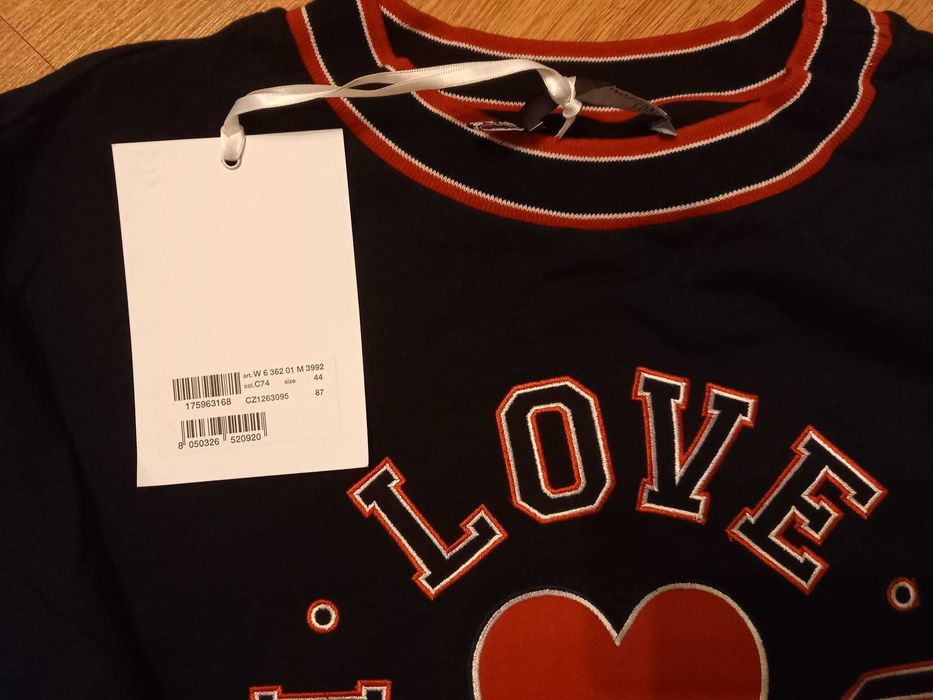 art. W 6 362 01 M 3992
col. C74 size 44
175963168 CZ1263095 87
8 050326 520920
LOVE